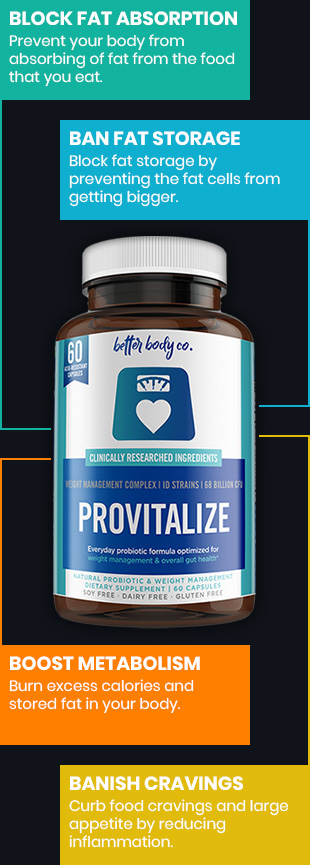 BLOCK FAT ABSORPTION
Prevent your body from
absorbing of fat from the food
that you eat.
BAN FAT STORAGE
Block fat storage by
preventing the fat cells from
getting bigger.
better body co.
60
ACID-RESISTANT
CAPSULES
CLINICALLY RESEARCHED INGREDIENTS
WEIGHT MANAGEMENT COMPLEX | 10 STRAINS | 68 BILLION CFU
PROVITALIZE
Everyday probiotic formula optimized for
weight management & overall gut health*
NATURAL PROBIOTIC & WEIGHT MANAGEMENT
DIETARY SUPPLEMENT | 60 CAPSULES
SOY FREE - DAIRY FREE - GLUTEN FREE
BOOST METABOLISM
Burn excess calories and
stored fat in your body.
BANISH CRAVINGS
Curb food cravings and large
appetite by reducing
inflammation.